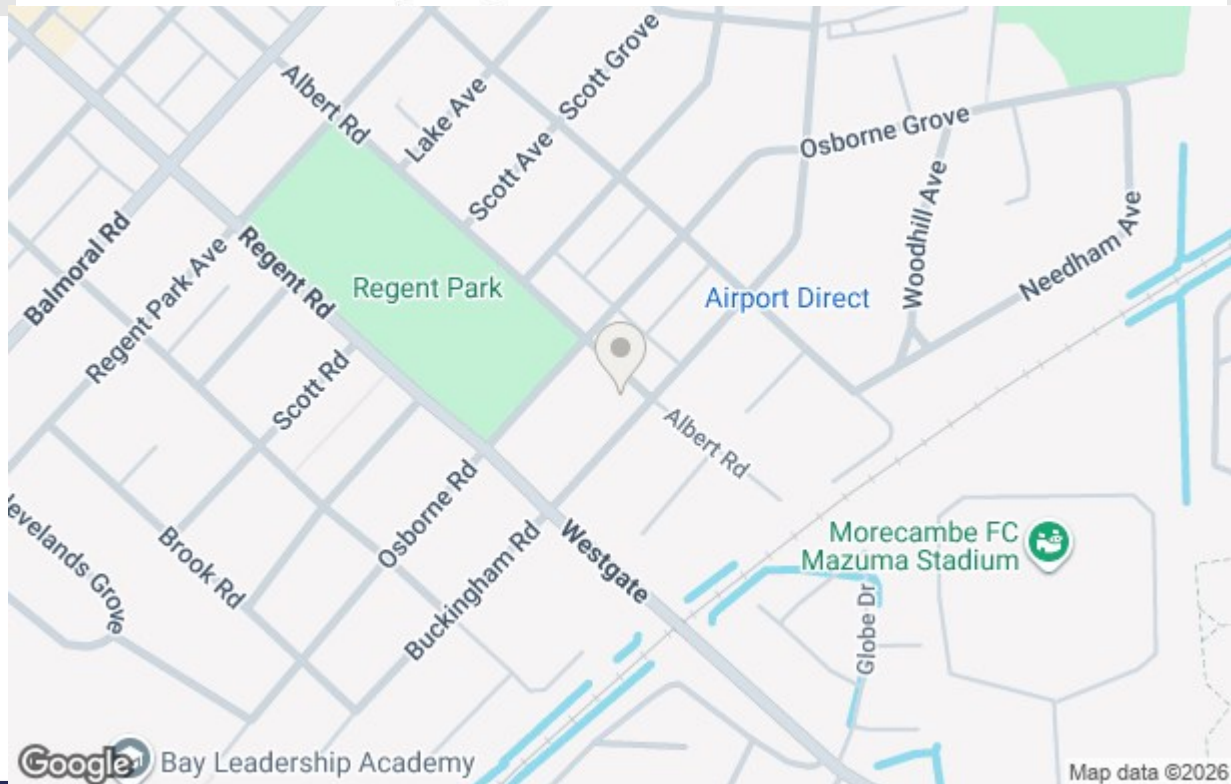 Albert Rd
Lake Ave
Scott Grove
Scott Ave
Osborne Grove
Woodhill Ave
Needham Ave
Balmoral Rd
Regent Park Ave
Regent Rd
Regent Park
Airport Direct
Scott Rd
Albert Rd
Osborne Rd
Brook Rd
Buckingham Rd
Westgate
Morecambe FC
Mazuma Stadium
Globe Dr
Grove
Google
Bay Leadership Academy
Map data ©2026